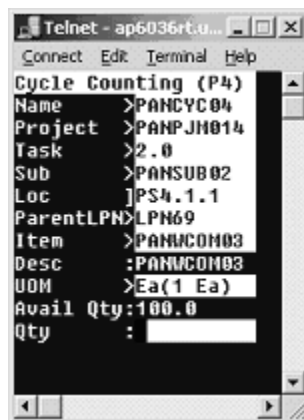 Telnet - ap6036rt.u...
Connect Edit Terminal Help
Cycle Counting (P4)
Name >PANCYC04
Project >PANPJM014
Task >2.0
Sub >PANSUB02
Loc ]PS4.1.1
ParentLPN>LPN69
Item >PANWCOM03
Desc :PANWCOM03
UOM >Ea(1 Ea)
Avail Qty:100.0
Qty :